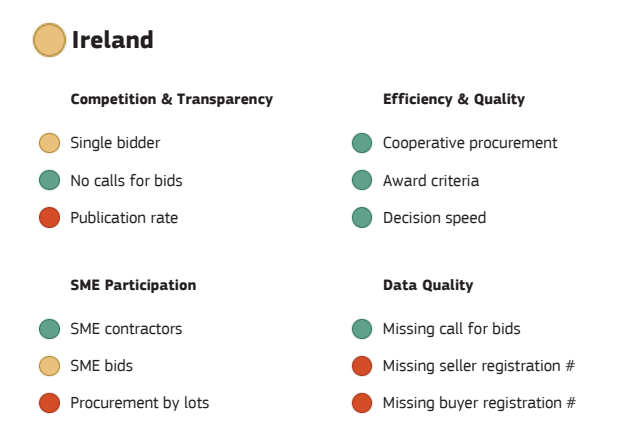 Ireland
Competition & Transparency
Single bidder
No calls for bids
Publication rate
Efficiency & Quality
Cooperative procurement
Award criteria
Decision speed
SME Participation
SME contractors
SME bids
Procurement by lots
Data Quality
Missing call for bids
Missing seller registration #
Missing buyer registration #